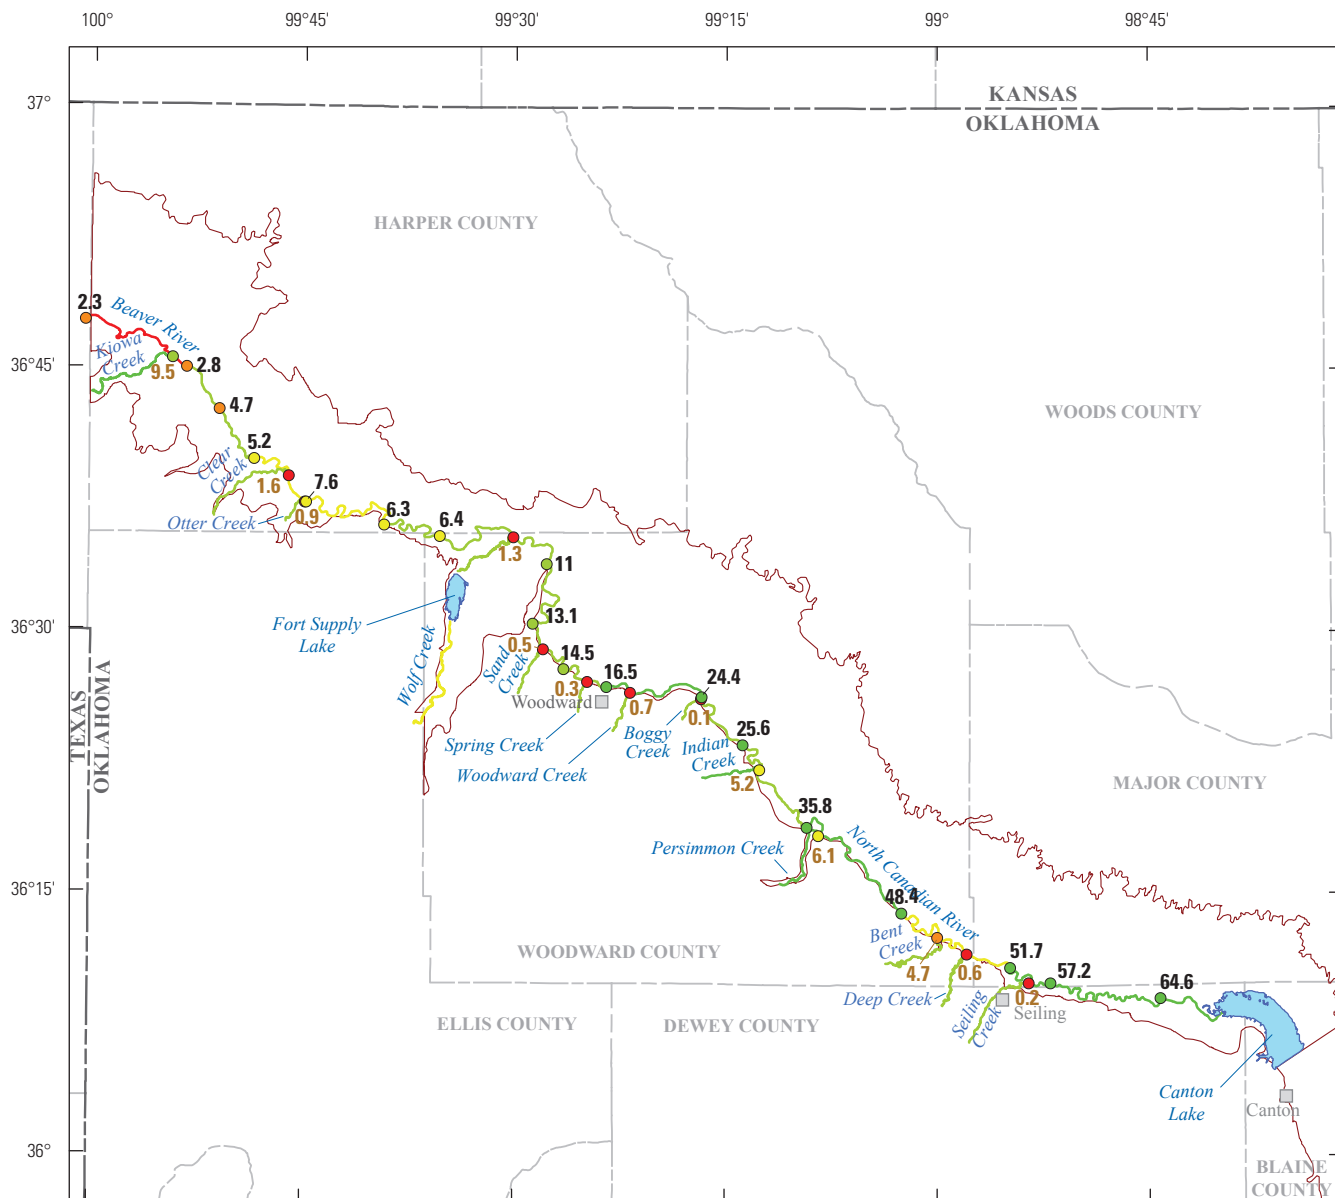 100°
99°45'
99°30'
99°15'
99°
98°45'
37°
KANSAS
OKLAHOMA
HARPER COUNTY
2.3
Beaver River
Kiowa
Creek
9.5
2.8
36°45'
4.7
WOODS COUNTY
5.2
Clear
Creek
1.6
7.6
Otter Creek
0.9
6.3
6.4
1.3
11
Fort Supply
Lake
36°30'
13.1
0.5
Sand
Creek
Wolf Creek
14.5
0.3
16.5
24.4
Woodward
0.7
0.1
TEXAS
OKLAHOMA
Spring Creek
Boggy
Creek
Indian
Creek
25.6
Woodward Creek
5.2
MAJOR COUNTY
35.8
Persimmon Creek
6.1
North Canadian River
36°15'
48.4
Bent
Creek
WOODWARD COUNTY
4.7
0.6
51.7
57.2
64.6
Deep Creek
0.2
Seiling
Creek
Seiling
ELLIS COUNTY
DEWEY COUNTY
Canton
Lake
Canton
36°
BLAINE
COUNTY